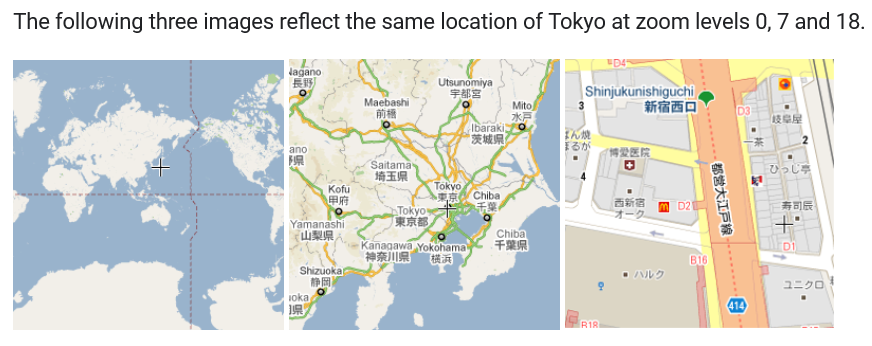 The following three images reflect the same location of Tokyo at zoom levels 0, 7 and 18.
Nagano
長野
Utsunomiya
宇都宮
Maebashi
前橋
Mito
水戸
Ibaraki
茨城県
Saitama
埼玉県
Kofu
甲府
Tokyo
東京
Chiba
千葉
Tokyo
東京都
Yamanashi
山梨県
Kanagawa
神奈川県
Yokohama
横浜
Chiba
千葉県
Shizuoka
静岡
oka
県
D4
Shinjukunishiguchi
新宿西口
3
D3
岐阜屋
ほるが
一茶
2
博愛医院
4
ひっじ亭
都営大江戸線
西新宿
オーク
D2
寿司辰
D1
B16
ハルク
ユニクロ
414
B18